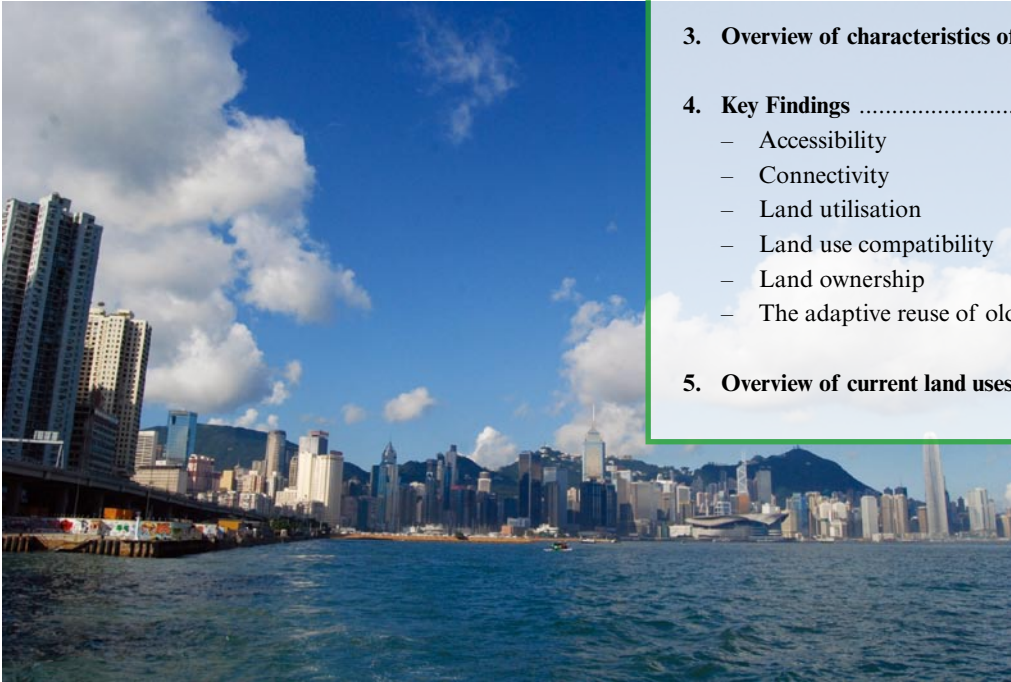 3. Overview of characteristics of
4. Key Findings ........................
– Accessibility
– Connectivity
– Land utilisation
– Land use compatibility
– Land ownership
– The adaptive reuse of old
5. Overview of current land uses